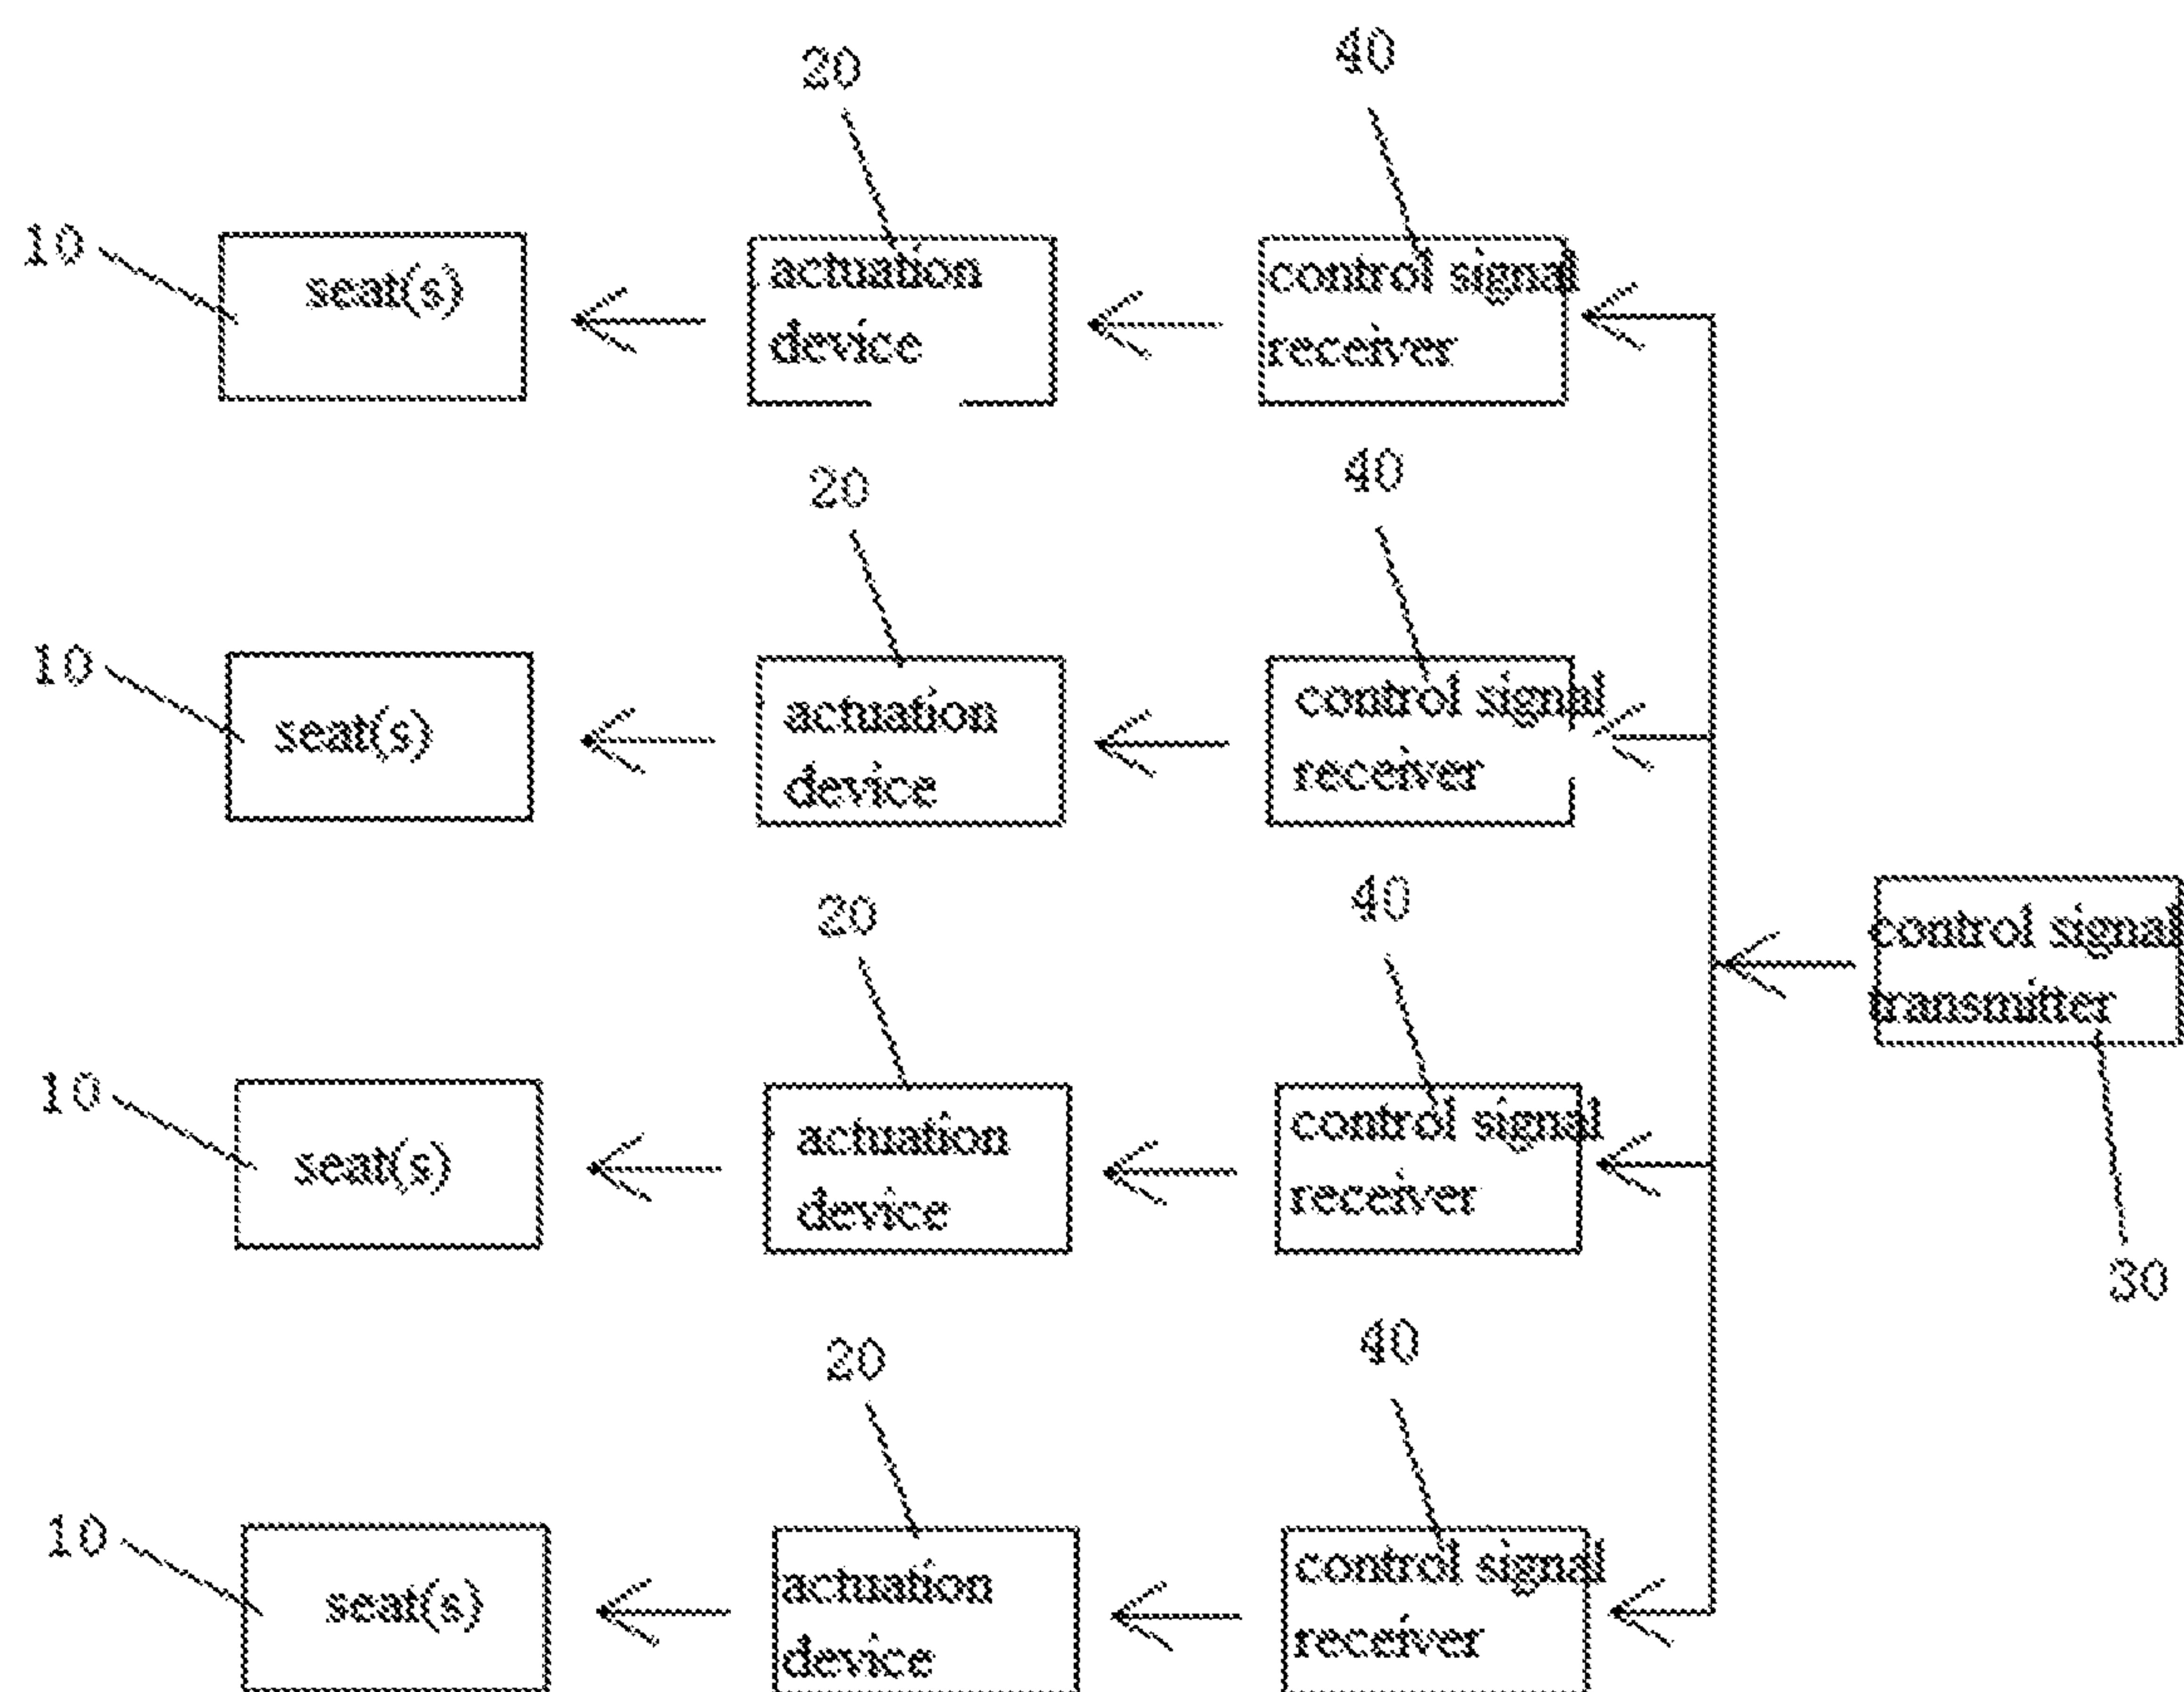 20
40
10
seat(s)
actuation
device
control signal
receiver
20
40
10
seat(s)
actuation
device
control signal
receiver
control signal
transmitter
30
20
40
10
seat(s)
actuation
device
control signal
receiver
20
40
10
seat(s)
actuation
device
control signal
receiver